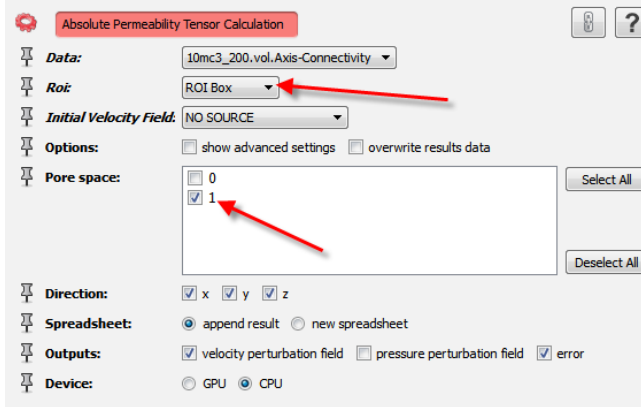 Absolute Permeability Tensor Calculation ?
Data: 10mc3_200.vol.Axis-Connectivity
Roi: ROI Box
Initial Velocity Field: NO SOURCE
Options: show advanced settings overwrite results data
Pore space: 0 Select All
1
Deselect All
Direction: x y z
Spreadsheet: append result new spreadsheet
Outputs: velocity perturbation field pressure perturbation field error
Device: GPU CPU